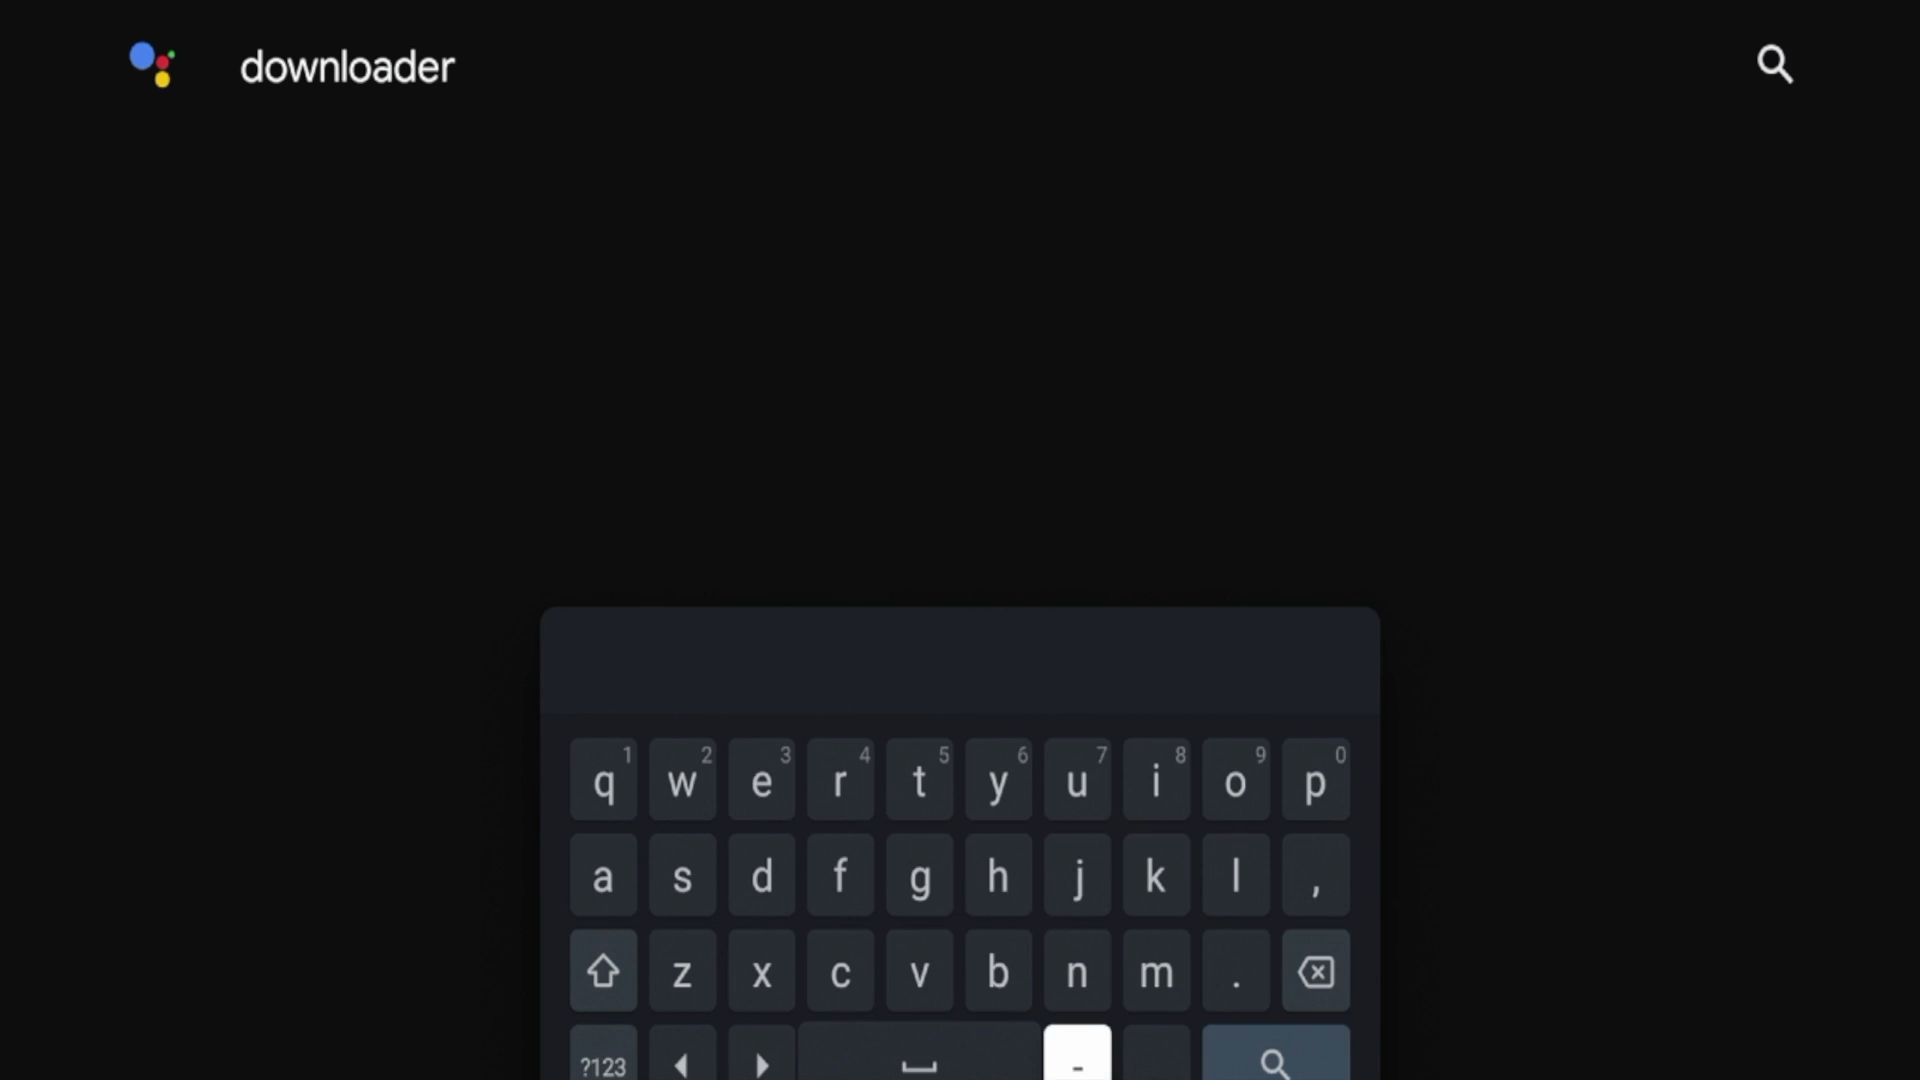 downloader
q 1 w 2 e 3 r 4 t 5 y 6 u 7 i 8 o 9 p 0
a s d f g h j k l ,
z x c v b n m .
?123 -